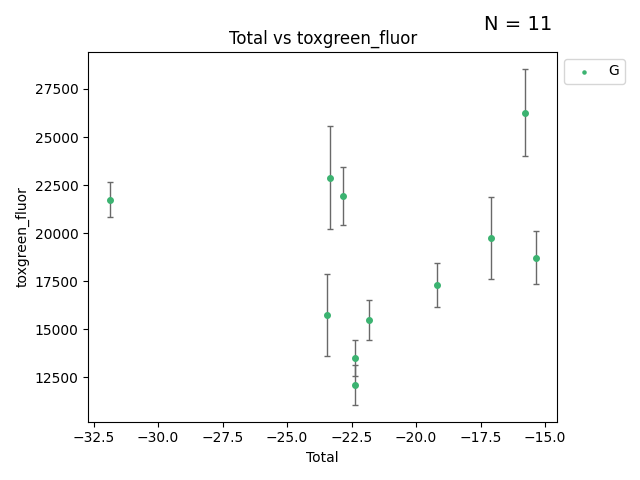 N = 11
Total vs toxgreen_fluor
G
27500
25000
22500
20000
17500
15000
12500
toxgreen_fluor
−32.5 −30.0 −27.5 −25.0 −22.5 −20.0 −17.5 −15.0
Total